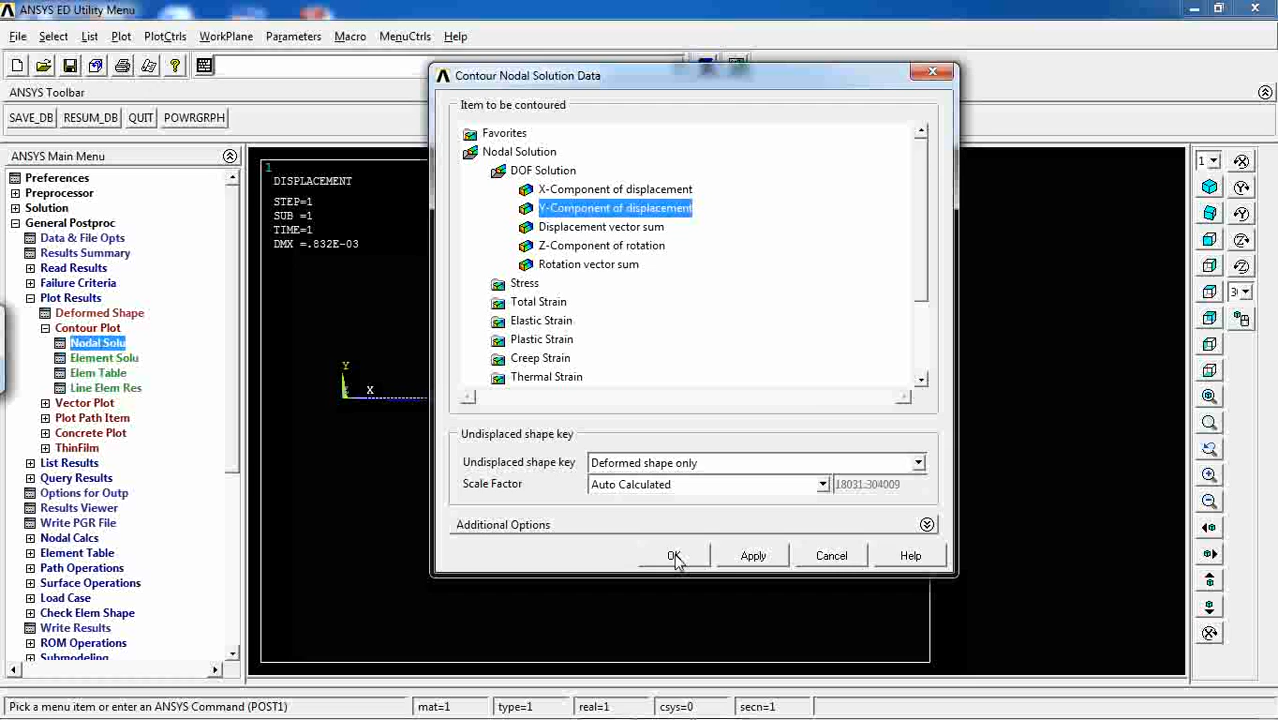 ANSYS ED Utility Menu
File Select List Plot PlotCtrls WorkPlane Parameters Macro MenuCtrls Help
ANSYS Toolbar
SAVE_DB RESUM_DB QUIT POWRGRPH
ANSYS Main Menu
Preferences
Preprocessor
Solution
General Postproc
Data & File Opts
Results Summary
Read Results
Failure Criteria
Plot Results
Deformed Shape
Contour Plot
Nodal Solu
Element Solu
Elem Table
Line Elem Res
Vector Plot
Plot Path Item
Concrete Plot
ThinFilm
List Results
Query Results
Options for Outp
Results Viewer
Write PGR File
Nodal Calcs
Element Table
Path Operations
Surface Operations
Load Case
Check Elem Shape
Write Results
ROM Operations
Submodeling
1
DISPLACEMENT
STEP=1
SUB =1
TIME=1
DMX =.832E-03
Y
X
Contour Nodal Solution Data
Item to be contoured
Favorites
Nodal Solution
DOF Solution
X-Component of displacement
Y-Component of displacement
Displacement vector sum
Z-Component of rotation
Rotation vector sum
Stress
Total Strain
Elastic Strain
Plastic Strain
Creep Strain
Thermal Strain
Undisplaced shape key
Undisplaced shape key Deformed shape only
Scale Factor Auto Calculated 18031.304009
Additional Options
OK Apply Cancel Help
1
Pick a menu item or enter an ANSYS Command (POST1) mat=1 type=1 real=1 csys=0 secn=1